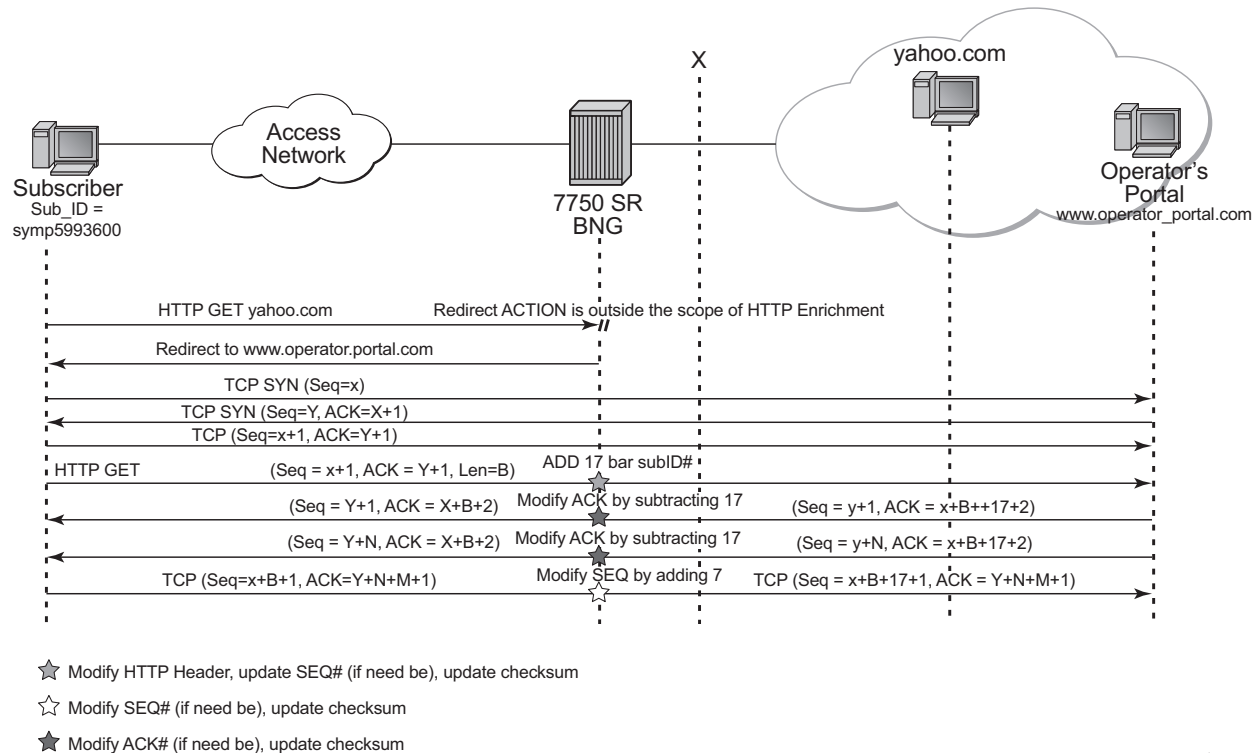 X
yahoo.com
Access
Network
Subscriber
Sub_ID =
symp5993600
7750 SR
BNG
Operator's
Portal
www.operator_portal.com
HTTP GET yahoo.com
Redirect ACTION is outside the scope of HTTP Enrichment
Redirect to www.operator.portal.com
TCP SYN (Seq=x)
TCP SYN (Seq=Y, ACK=X+1)
TCP (Seq=x+1, ACK=Y+1)
HTTP GET
(Seq = x+1, ACK = Y+1, Len=B)
ADD 17 bar subID#
(Seq = Y+1, ACK = X+B+2)
Modify ACK by subtracting 17
(Seq = y+1, ACK = x+B++17+2)
(Seq = Y+N, ACK = X+B+2)
Modify ACK by subtracting 17
(Seq = y+N, ACK = x+B+17+2)
TCP (Seq=x+B+1, ACK=Y+N+M+1)
Modify SEQ by adding 7
TCP (Seq = x+B+17+1, ACK = Y+N+M+1)
Modify HTTP Header, update SEQ# (if need be), update checksum
Modify SEQ# (if need be), update checksum
Modify ACK# (if need be), update checksum